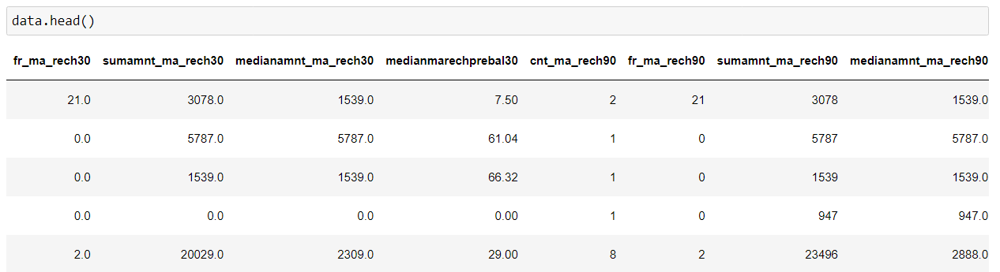 data.head()
fr_ma_rech30 sumamnt_ma_rech30 medianamnt_ma_rech30 medianmarechprebal30 cnt_ma_rech90 fr_ma_rech90 sumamnt_ma_rech90 medianamnt_ma_rech90
21.0 3078.0 1539.0 7.50 2 21 3078 1539.0
0.0 5787.0 5787.0 61.04 1 0 5787 5787.0
0.0 1539.0 1539.0 66.32 1 0 1539 1539.0
0.0 0.0 0.0 0.00 1 0 947 947.0
2.0 20029.0 2309.0 29.00 8 2 23496 2888.0